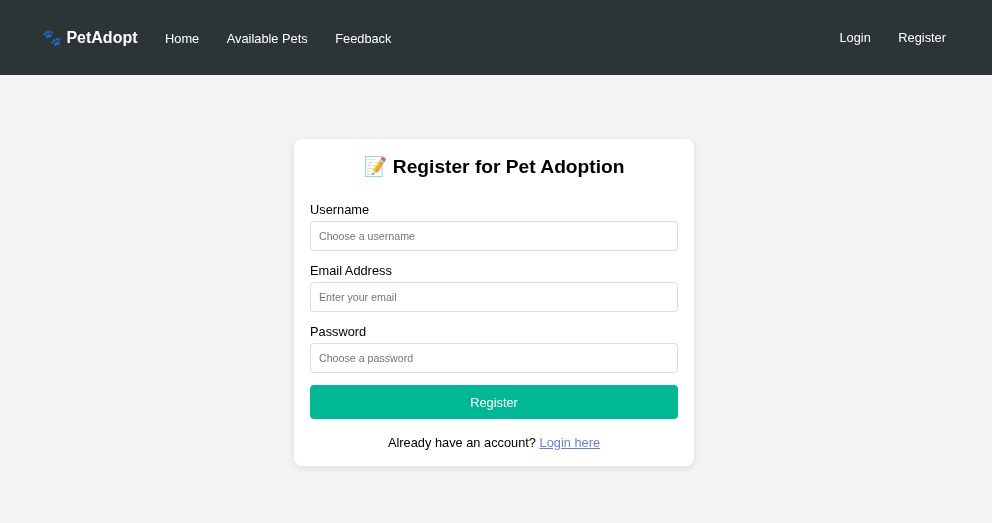 🐾 PetAdopt Home Available Pets Feedback Login Register
📝 Register for Pet Adoption
Username
Choose a username
Email Address
Enter your email
Password
Choose a password
Register
Already have an account? Login here